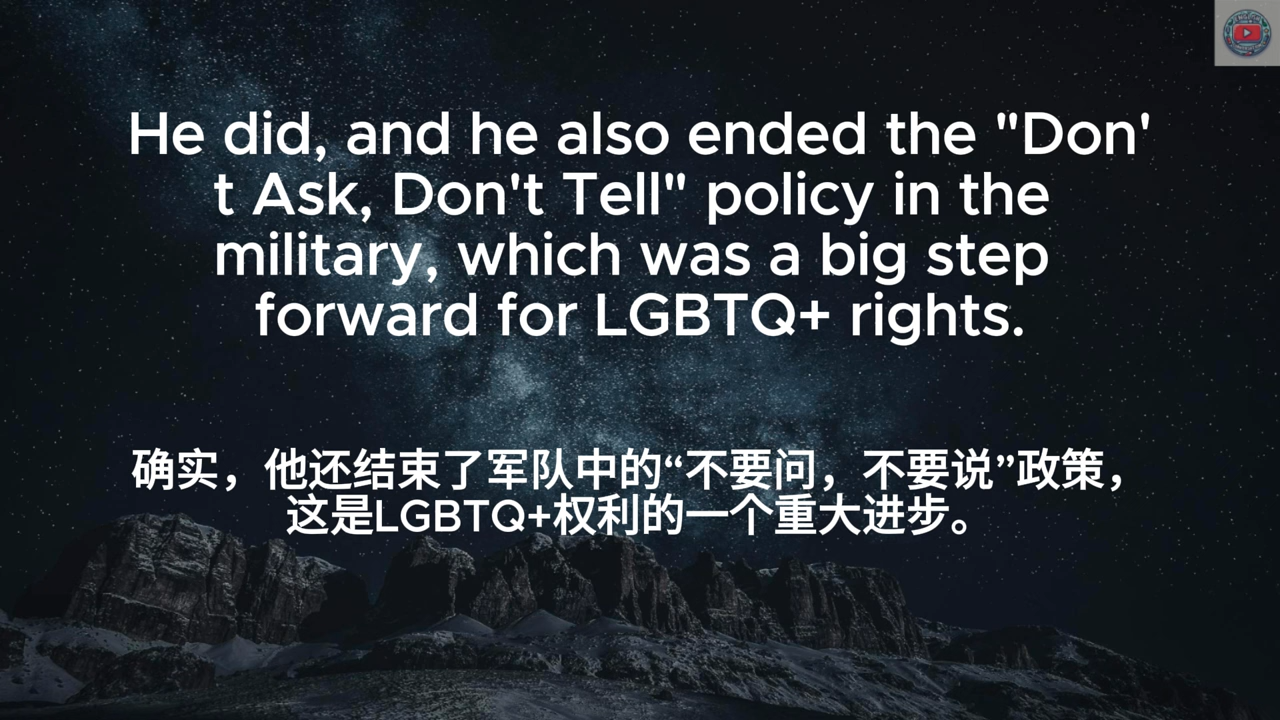 He did, and he also ended the "Don'
t Ask, Don't Tell" policy in the
military, which was a big step
forward for LGBTQ+ rights.
确实，他还结束了军队中的“不要问，不要说”政策，
这是LGBTQ+权利的一个重大进步。